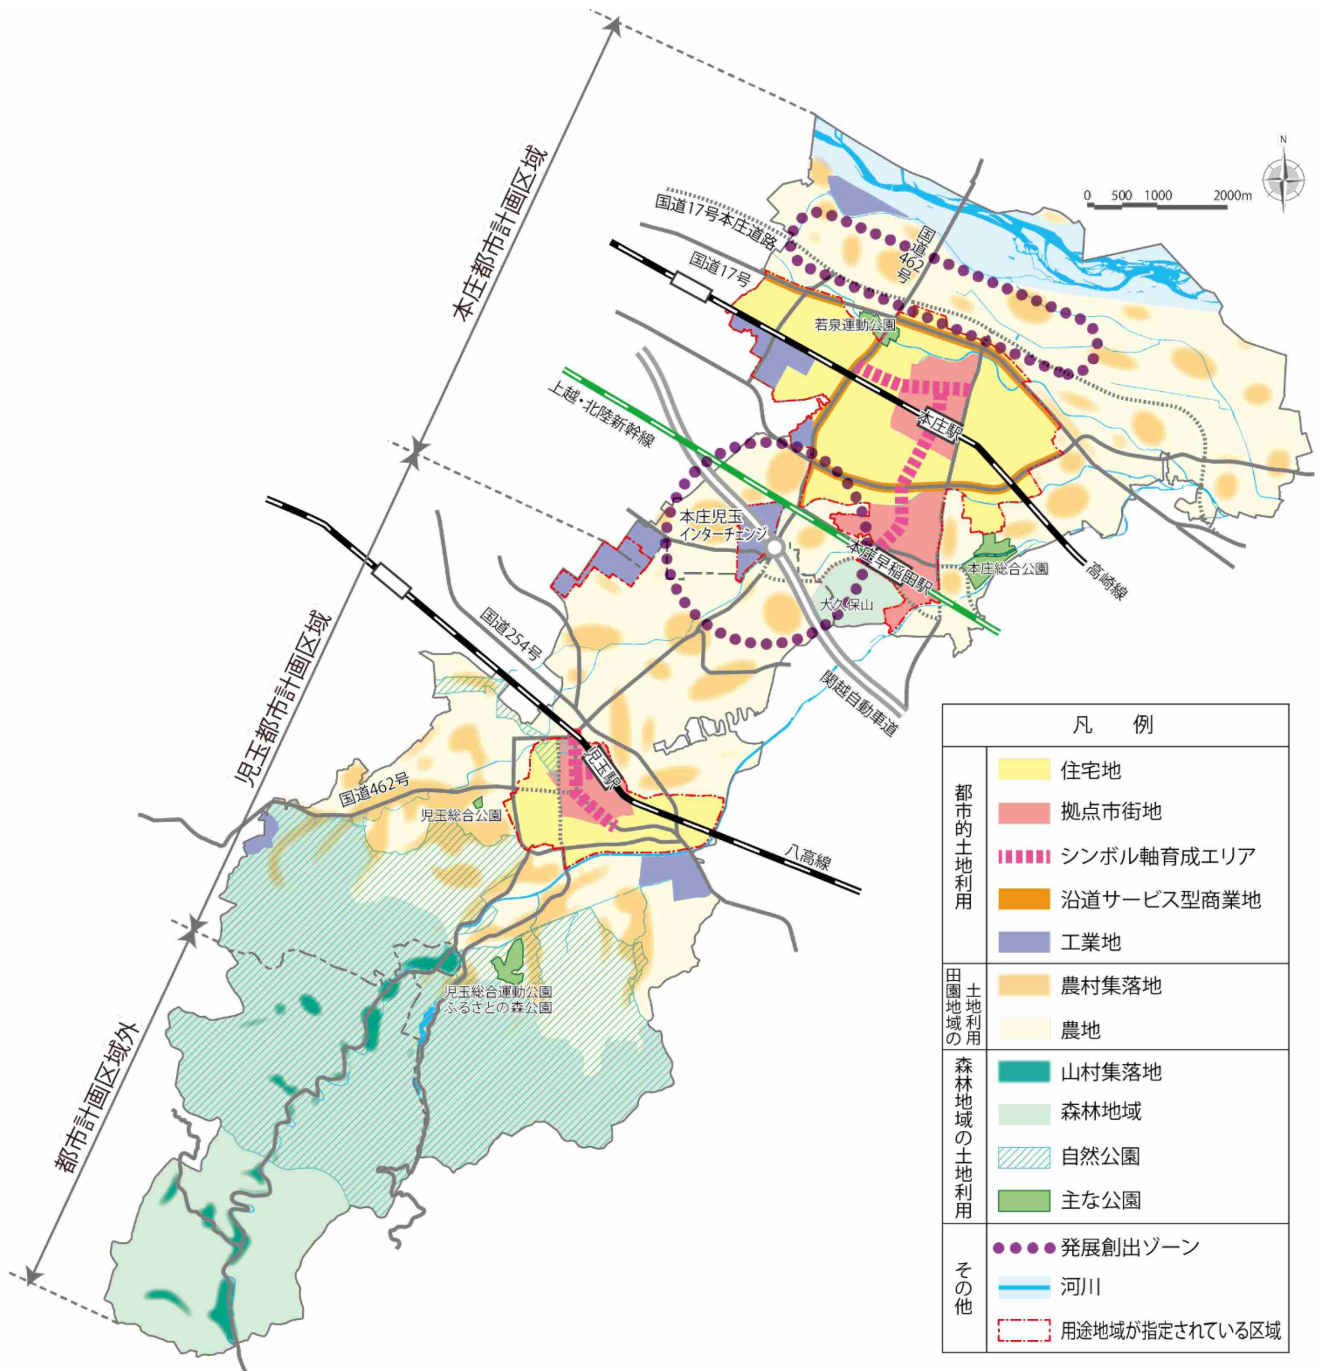 本庄都市計画区域
児玉都市計画区域
都市計画区域外
N
0 500 1000 2000m
国道17号本庄道路
国道462号
国道17号
若泉運動公園
上越・北陸新幹線
本庄駅
本庄児玉
インターチェンジ
本庄早稲田駅
本庄総合公園
高崎線
大久保山
国道254号
関越自動車道
児玉駅
国道462号
児玉総合公園
八高線
児玉総合運動公園
ふるさとの森公園
凡 例
都市的土地利用
住宅地
拠点市街地
シンボル軸育成エリア
沿道サービス型商業地
工業地
田園地域の
土地利用
農村集落地
農地
森林地域の土地利用
山村集落地
森林地域
自然公園
主な公園
その他
発展創出ゾーン
河川
用途地域が指定されている区域